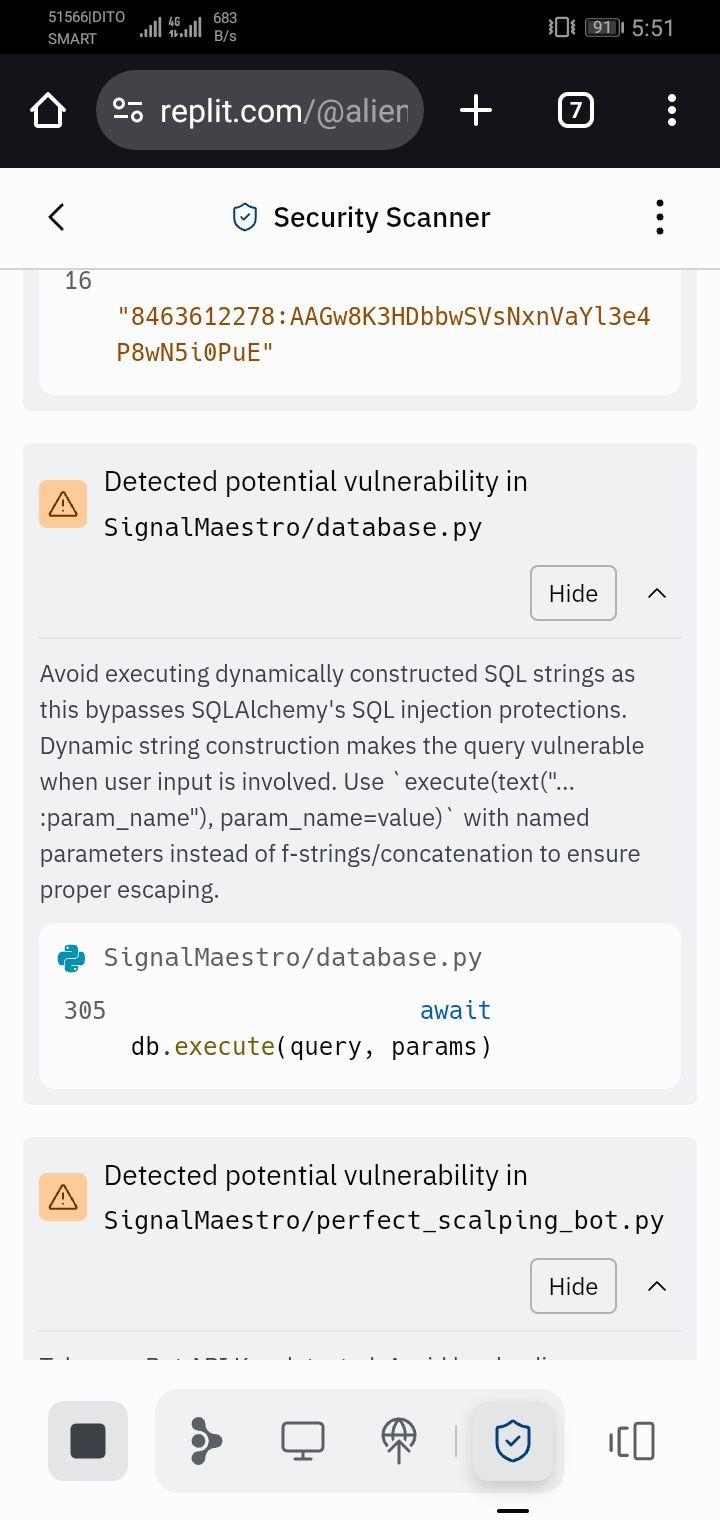 51566|DITO
SMART
4G
683
B/s
91
5:51
replit.com/@alien
7
Security Scanner
16
"8463612278:AAGw8K3HDbbwSVsNxnVaYl3e4
P8wN5i0PuE"
Detected potential vulnerability in
SignalMaestro/database.py
Hide
Avoid executing dynamically constructed SQL strings as
this bypasses SQLAlchemy's SQL injection protections.
Dynamic string construction makes the query vulnerable
when user input is involved. Use `execute(text("...
:param_name"), param_name=value)` with named
parameters instead of f-strings/concatenation to ensure
proper escaping.
SignalMaestro/database.py
305 await
db.execute(query, params)
Detected potential vulnerability in
SignalMaestro/perfect_scalping_bot.py
Hide